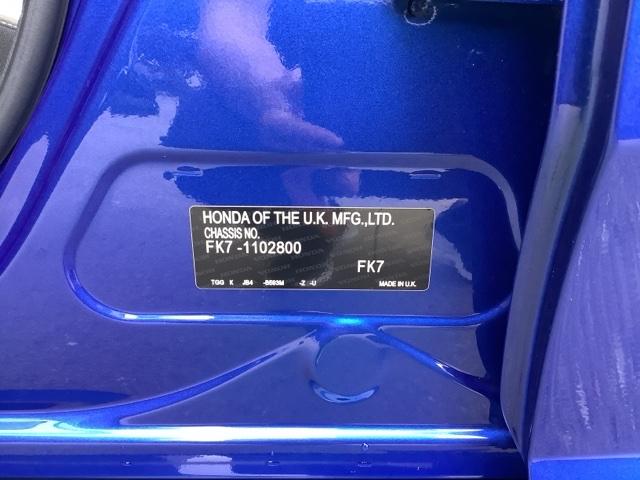 HONDA OF THE U.K. MFG.,LTD.
CHASSIS NO.
FK7 -1102800
FK7
TGG K JB4 -B593M -Z -U MADE IN U.K.